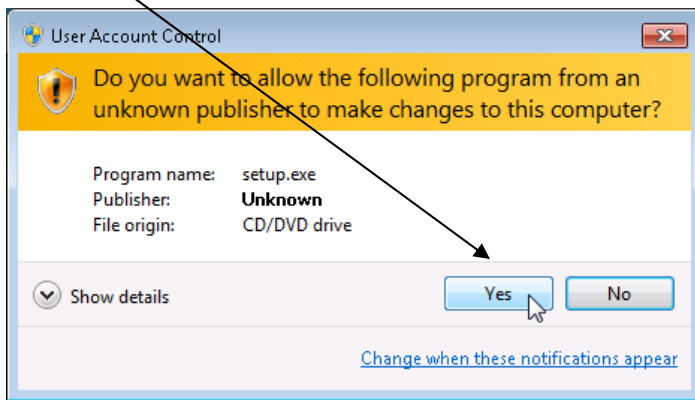 User Account Control
Do you want to allow the following program from an
unknown publisher to make changes to this computer?
Program name: setup.exe
Publisher: Unknown
File origin: CD/DVD drive
Show details
Yes
No
Change when these notifications appear